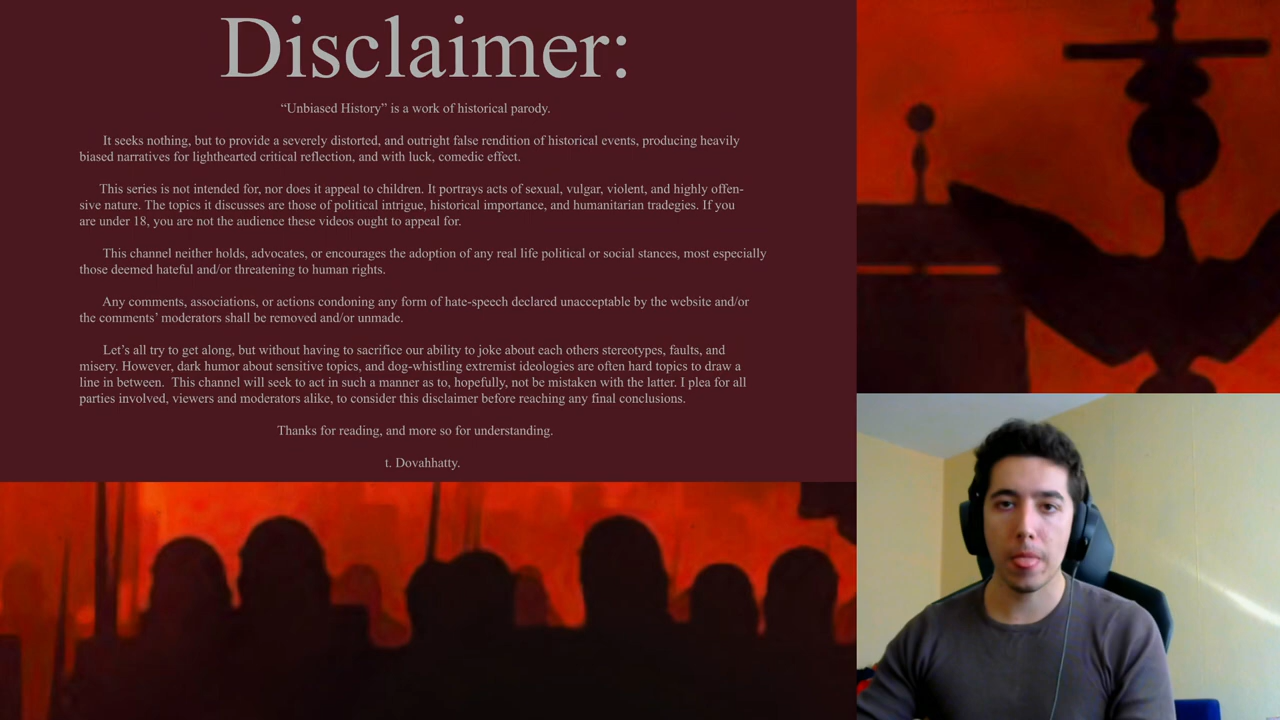 Disclaimer:
“Unbiased History” is a work of historical parody.
It seeks nothing, but to provide a severely distorted, and outright false rendition of historical events, producing heavily
biased narratives for lighthearted critical reflection, and with luck, comedic effect.
This series is not intended for, nor does it appeal to children. It portrays acts of sexual, vulgar, violent, and highly offen-
sive nature. The topics it discusses are those of political intrigue, historical importance, and humanitarian tradegies. If you
are under 18, you are not the audience these videos ought to appeal for.
This channel neither holds, advocates, or encourages the adoption of any real life political or social stances, most especially
those deemed hateful and/or threatening to human rights.
Any comments, associations, or actions condoning any form of hate-speech declared unacceptable by the website and/or
the comments’ moderators shall be removed and/or unmade.
Let’s all try to get along, but without having to sacrifice our ability to joke about each others stereotypes, faults, and
misery. However, dark humor about sensitive topics, and dog-whistling extremist ideologies are often hard topics to draw a
line in between. This channel will seek to act in such a manner as to, hopefully, not be mistaken with the latter. I plea for all
parties involved, viewers and moderators alike, to consider this disclaimer before reaching any final conclusions.
Thanks for reading, and more so for understanding.
t. Dovahhatty.